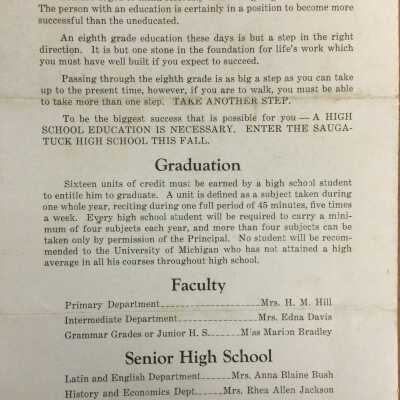 The person with an education is certainly in a position to become more
successful than the uneducated.
An eighth grade education these days is but a step in the right
direction. It is but one stone in the foundation for life's work which
you must have well built if you expect to succeed.
Passing through the eighth grade is as big a step as you can take
up to the present time, however, if you are to walk, you must be able
to take more than one step. TAKE ANOTHER STEP.
To be the biggest success that is possible for you — A HIGH
SCHOOL EDUCATION IS NECESSARY. ENTER THE SAUGA-
TUCK HIGH SCHOOL THIS FALL.
Graduation
Sixteen units of credit must be earned by a high school student
to entitle him to graduate. A unit is defined as a subject taken during
one whole year, reciting during one full period of 45 minutes, five times
a week. Every high school student will be required to carry a mini-
mum of four subjects each year, and more than four subjects can be
taken only by permission of the Principal. No student will be recom-
mended to the University of Michigan who has not attained a high
average in all his courses throughout high school.
Faculty
Primary Department Mrs. H. M. Hill
Intermediate Department Mrs. Edna Davis
Grammar Grades or Junior H. S. Miss Marion Bradley
Senior High School
Latin and English Department Mrs. Anna Blaine Bush
History and Economics Dept. Mrs. Rhea Allen Jackson